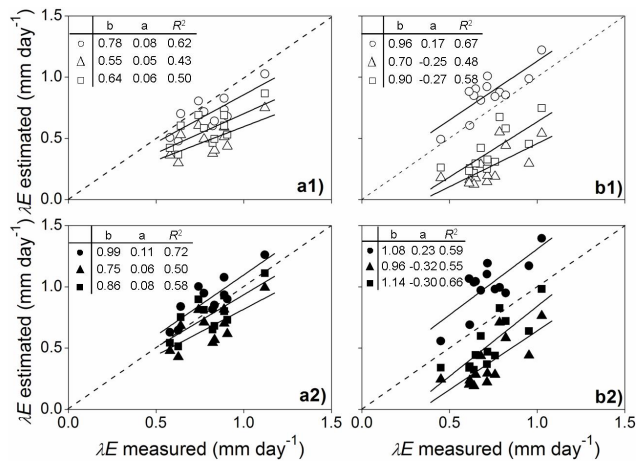 1.5
1.0
0.5
0.0
λE estimated (mm day⁻¹)
b a R²
○ 0.78 0.08 0.62
△ 0.55 0.05 0.43
□ 0.64 0.06 0.50
a1)
b a R²
○ 0.96 0.17 0.67
△ 0.70 -0.25 0.48
□ 0.90 -0.27 0.58
b1)
1.5
1.0
0.5
0.0
λE estimated (mm day⁻¹)
b a R²
● 0.99 0.11 0.72
▲ 0.75 0.06 0.50
■ 0.86 0.08 0.58
a2)
b a R²
● 1.08 0.23 0.59
▲ 0.96 -0.32 0.55
■ 1.14 -0.30 0.66
b2)
0.0 0.5 1.0 1.5
0.0 0.5 1.0 1.5
λE measured (mm day⁻¹)
λE measured (mm day⁻¹)